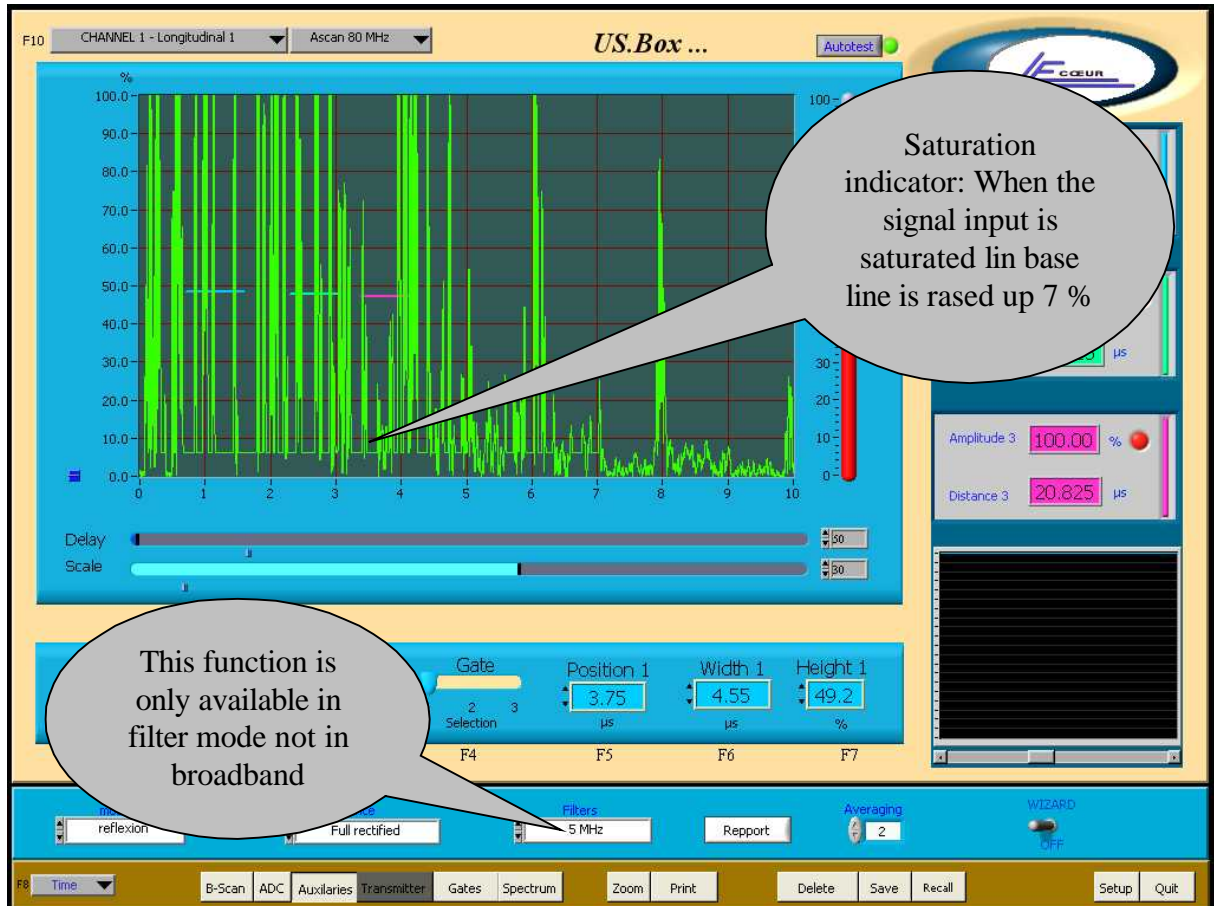 F10 CHANNEL 1 - Longitudinal 1 Ascan 80 MHz US.Box ... Autotest
CŒUR
%
100.0
90.0
80.0
70.0
60.0
50.0
40.0
30.0
20.0
10.0
0.0
0 1 2 3 4 5 6 7 8 9 10
100
30
20
10
0
Saturation
indicator: When the
signal input is
saturated lin base
line is rased up 7 %
µs
Amplitude 3 100.00 %
Distance 3 20.825 µs
Delay 50
Scale 30
This function is
only available in
filter mode not in
broadband
Gate Position 1 Width 1 Height 1
2 3 3.75 4.55 49.2
Selection µs µs %
F4 F5 F6 F7
Filters Averaging WIZARD
reflexion Full rectified 5 MHz Repport 2
OFF
F8 Time B-Scan ADC Auxilaries Transmitter Gates Spectrum Zoom Print Delete Save Recall Setup Quit